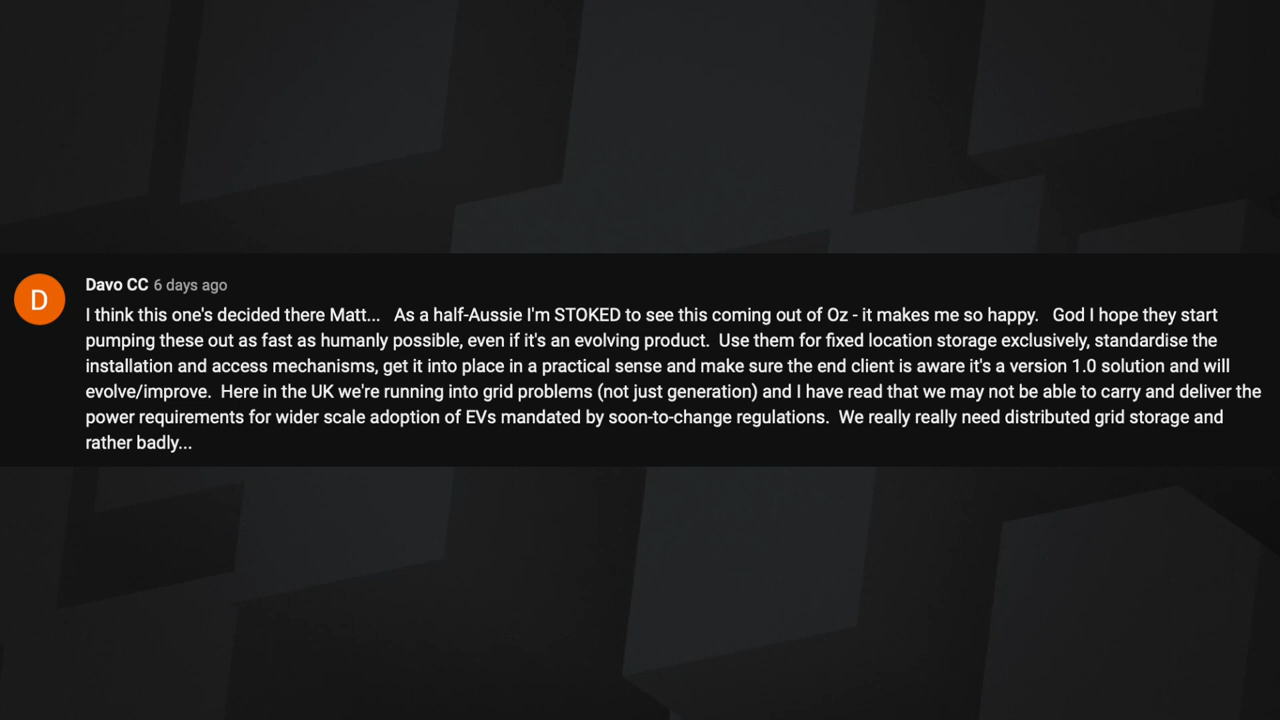 D
Davo CC 6 days ago
I think this one's decided there Matt...   As a half-Aussie I'm STOKED to see this coming out of Oz - it makes me so happy.   God I hope they start
pumping these out as fast as humanly possible, even if it's an evolving product.  Use them for fixed location storage exclusively, standardise the
installation and access mechanisms, get it into place in a practical sense and make sure the end client is aware it's a version 1.0 solution and will
evolve/improve.  Here in the UK we're running into grid problems (not just generation) and I have read that we may not be able to carry and deliver the
power requirements for wider scale adoption of EVs mandated by soon-to-change regulations.  We really really need distributed grid storage and
rather badly...